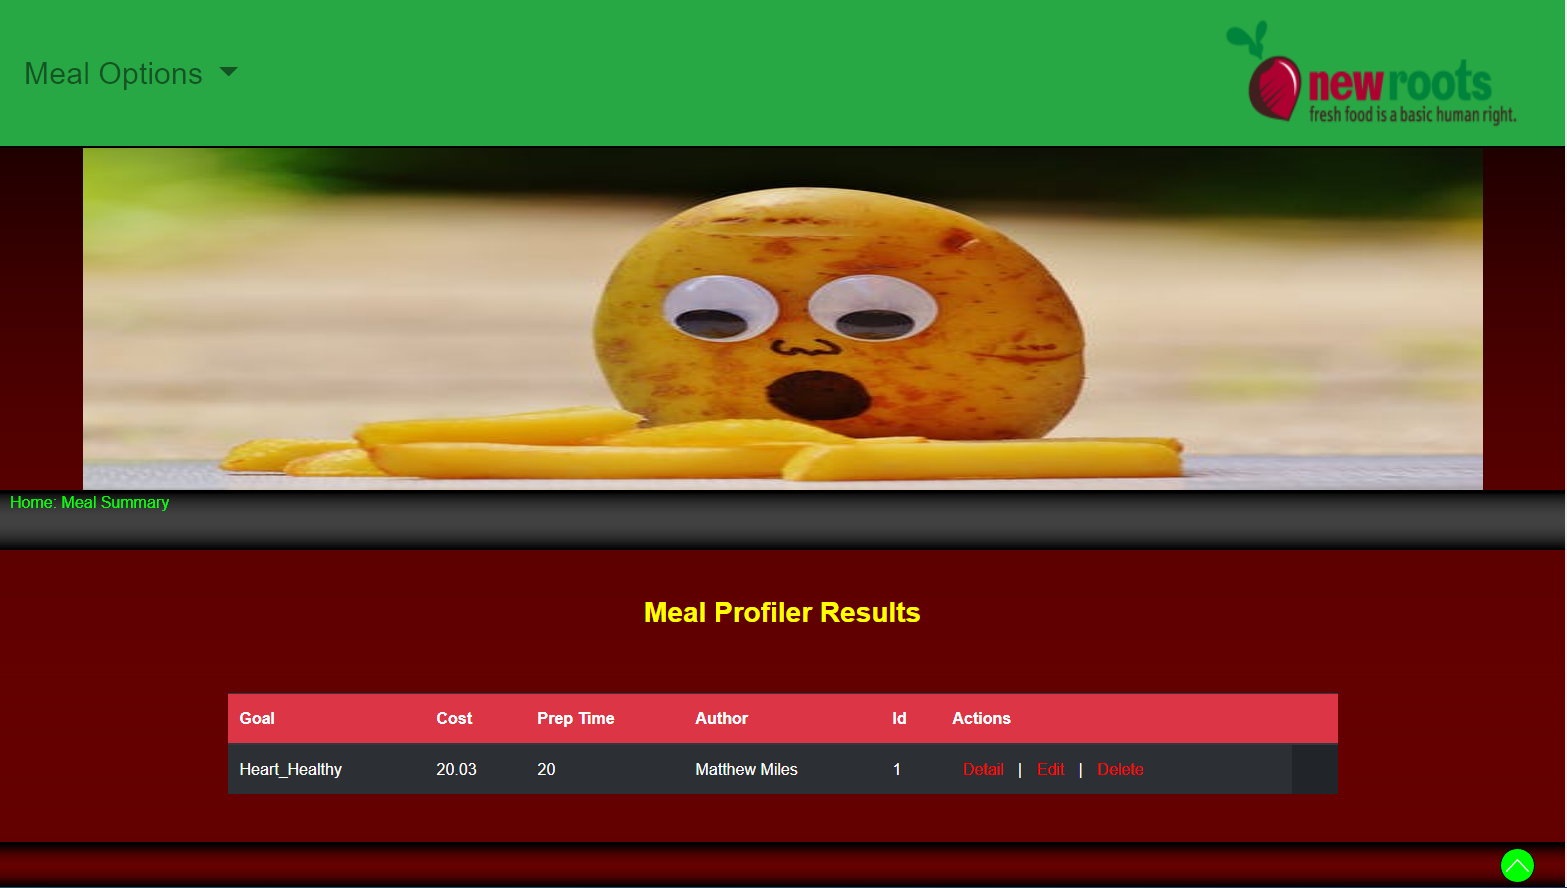 Meal Options
newroots
fresh food is a basic human right.
Home: Meal Summary
Meal Profiler Results
Goal Cost Prep Time Author Id Actions
Heart_Healthy 20.03 20 Matthew Miles 1 Detail | Edit | Delete